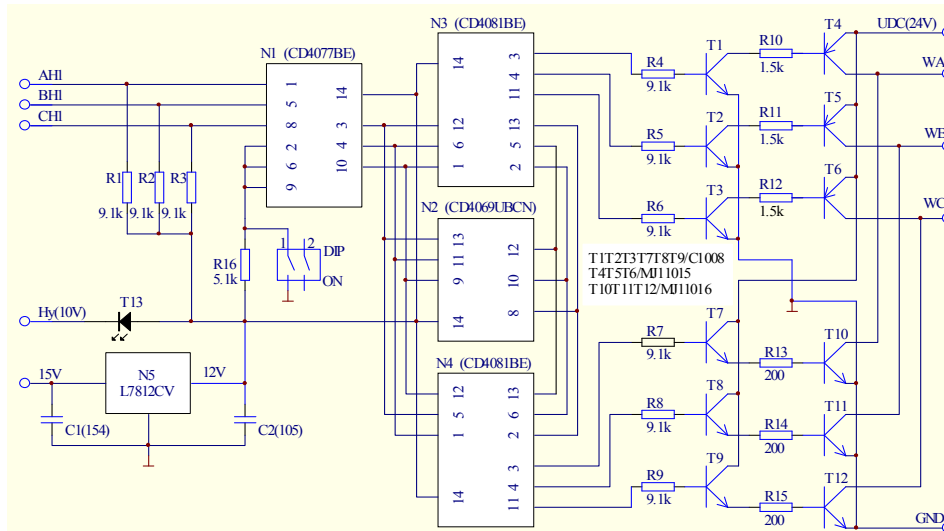 N3 (CD4081BE)
T4
UDC(24V)
N1 (CD4077BE)
T1
R10
3
R4
14
1.5k
AH1
1
14
4
9.1k
WA
BH1
5
11
T5
CH1
8
3
12
13
T2
R11
2
4
6
5
R5
1.5k
WB
6
10
1
2
9.1k
T6
R1
R2
R3
9
T3
R12
N2 (CD4069UBCN)
R6
1.5k
WC
9.1k
9.1k
9.1k
9.1k
1
2
DIP
13
11
12
T1T2T3T7T8T9/C1008
R16
5.1k
ON
9
10
T4T5T6/MJ11015
T10T11T12/MJ11016
T13
8
Hy(10V)
14
R7
T7
T10
N4 (CD4081BE)
9.1k
R13
15V
N5
L7812CV
12V
12
13
T8
200
T11
5
6
R8
C1(154)
C2(105)
1
2
9.1k
R14
200
3
T9
T12
14
4
R9
R15
11
9.1k
200
GND